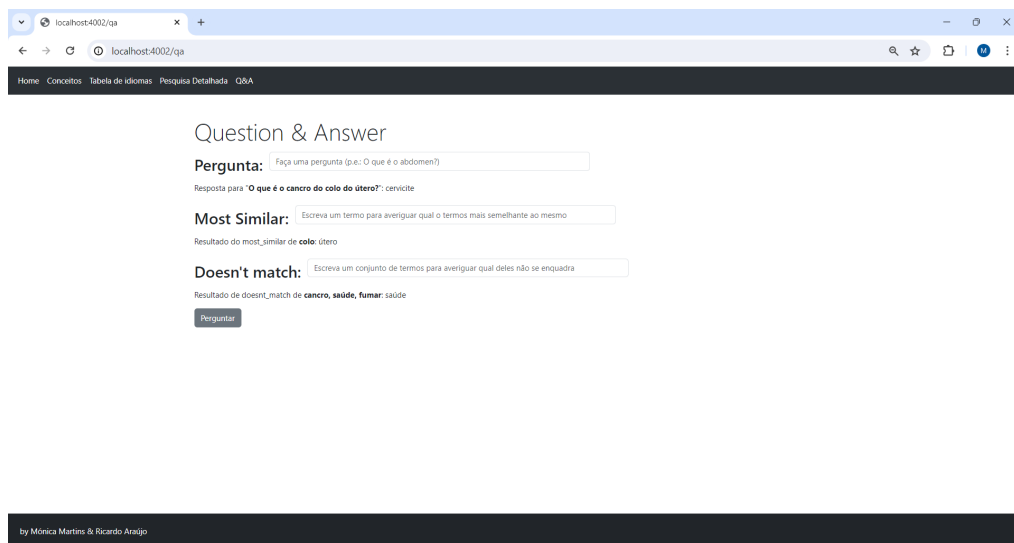 localhost:4002/qa
localhost:4002/qa
M
Home Conceitos Tabela de idiomas Pesquisa Detalhada Q&A
Question & Answer
Pergunta: Faça uma pergunta (p.e.: O que é o abdomen?)
Resposta para "O que é o cancro do colo do útero?": cervicite
Most Similar: Escreva um termo para averiguar qual o termos mais semelhante ao mesmo
Resultado do most_similar de colo: útero
Doesn't match: Escreva um conjunto de termos para averiguar qual deles não se enquadra
Resultado de doesnt_match de cancro, saúde, fumar: saúde
Perguntar
by Mónica Martins & Ricardo Araújo